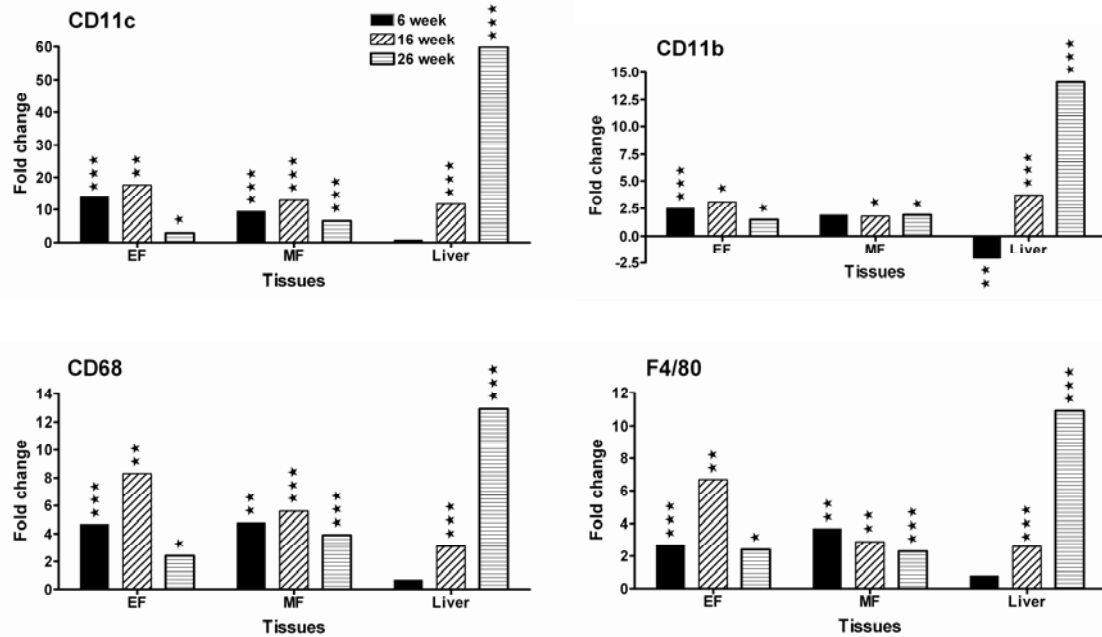 CD11c
6 week
16 week
26 week
Fold change
60
50
40
30
20
10
0
★★★
★★
★
★★★
★★★
★★★
★★★
★★★
EF
MF
Liver
Tissues
CD11b
Fold change
15.0
12.5
10.0
7.5
5.0
2.5
0.0
-2.5
★★★
★
★
★
★
★★
★★★
★★★
EF
MF
Liver
Tissues
CD68
Fold change
14
12
10
8
6
4
2
0
★★★
★★
★
★★
★★★
★★★
★★★
★★★
EF
MF
Liver
Tissues
F4/80
Fold change
12
10
8
6
4
2
0
★★★
★★
★
★★
★★
★★★
★★★
★★★
EF
MF
Liver
Tissues